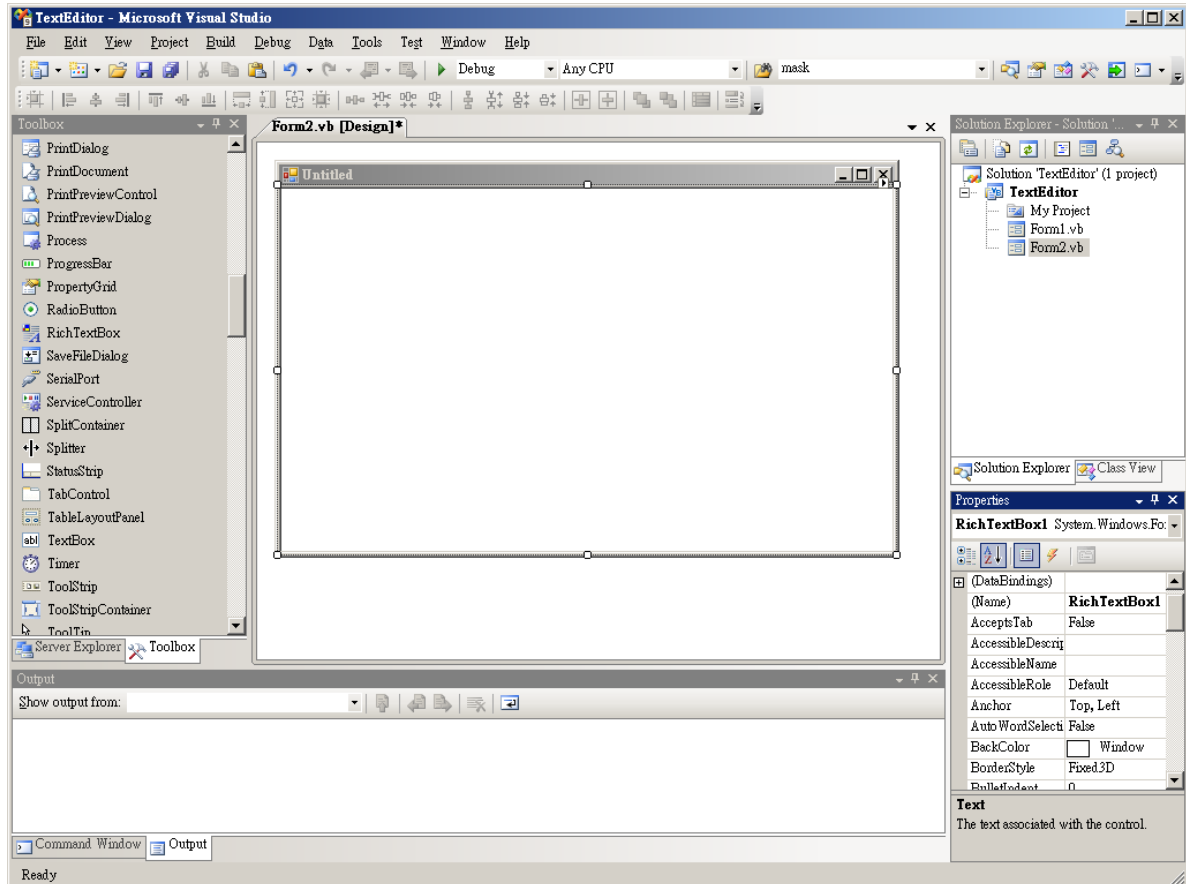 TextEditor - Microsoft Visual Studio
File Edit View Project Build Debug Data Tools Test Window Help
Debug Any CPU mask
Toolbox
PrintDialog
PrintDocument
PrintPreviewControl
PrintPreviewDialog
Process
ProgressBar
PropertyGrid
RadioButton
RichTextBox
SaveFileDialog
SerialPort
ServiceController
SplitContainer
Splitter
StatusStrip
TabControl
TableLayoutPanel
TextBox
Timer
ToolStrip
ToolStripContainer
ToolTip
Server Explorer Toolbox
Form2.vb [Design]*
Untitled
Solution Explorer - Solution '...
Solution 'TextEditor' (1 project)
TextEditor
My Project
Form1.vb
Form2.vb
Solution Explorer Class View
Properties
RichTextBox1 System.Windows.Fo
(DataBindings)
(Name) RichTextBox1
AcceptsTab False
AccessibleDescrip
AccessibleName
AccessibleRole Default
Anchor Top, Left
AutoWordSelecti False
BackColor Window
BorderStyle Fixed3D
BulletIndent 0
Text
The text associated with the control.
Output
Show output from:
Command Window Output
Ready